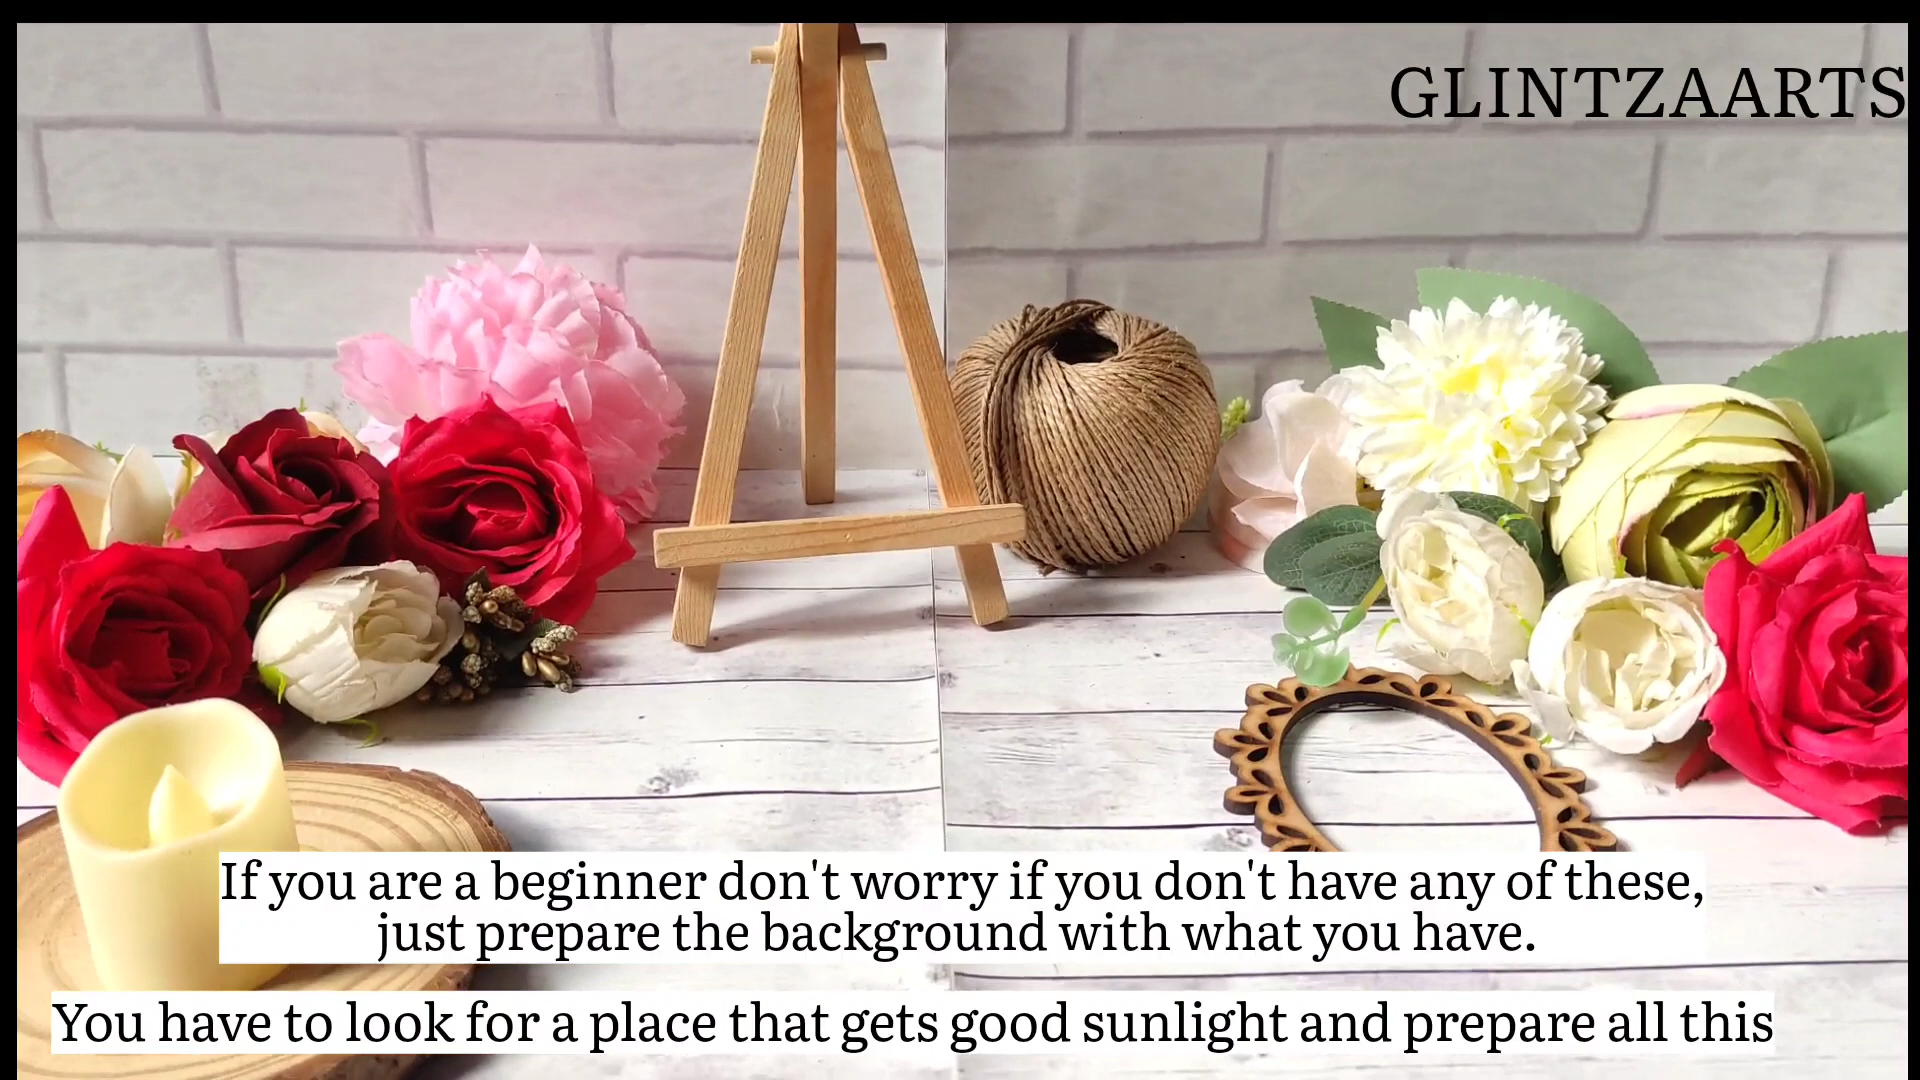 GLINTZAARTS
If you are a beginner don't worry if you don't have any of these,
just prepare the background with what you have.
You have to look for a place that gets good sunlight and prepare all this